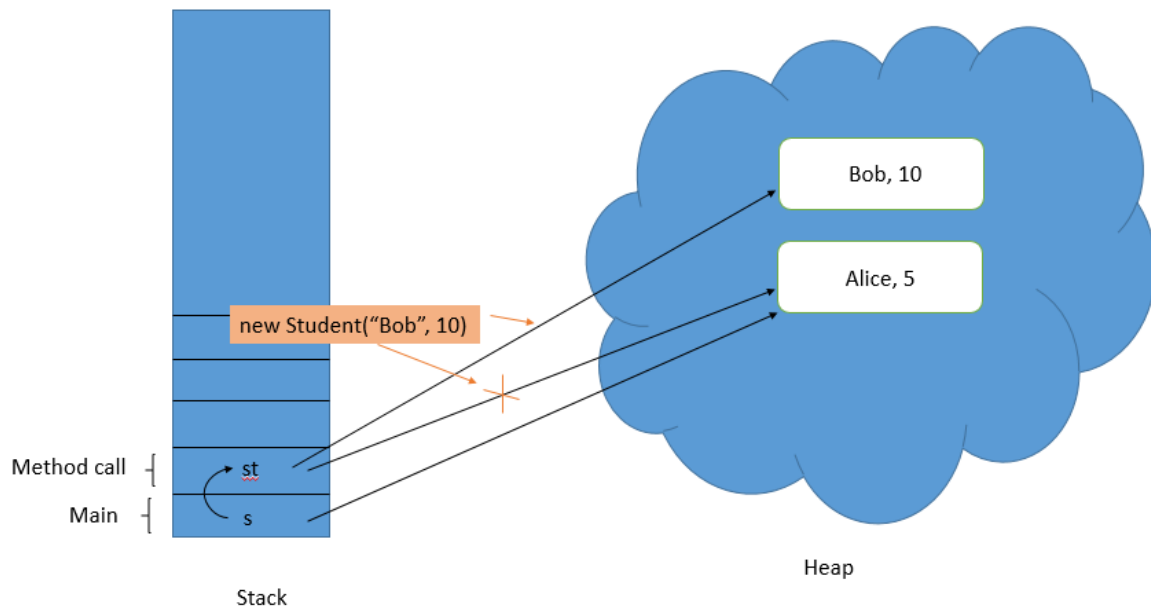 Bob, 10
Alice, 5
new Student(“Bob”, 10)
Method call
st
Main
s
Heap
Stack